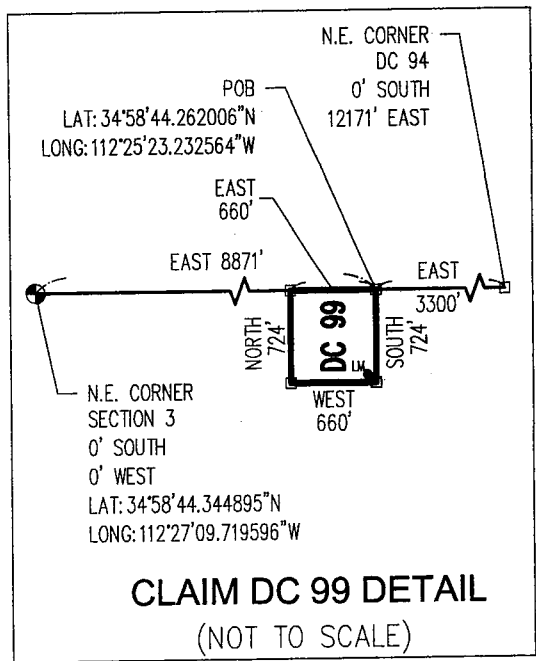 N.E. CORNER
DC 94
0' SOUTH
12171' EAST
POB
LAT: 34°58'44.262006"N
LONG: 112°25'23.232564"W
EAST
660'
EAST 8871'
EAST
3300'
NORTH
724'
DC 99
SOUTH
724'
LM
WEST
660'
N.E. CORNER
SECTION 3
0' SOUTH
0' WEST
LAT: 34°58'44.344895"N
LONG: 112°27'09.719596"W
CLAIM DC 99 DETAIL
(NOT TO SCALE)